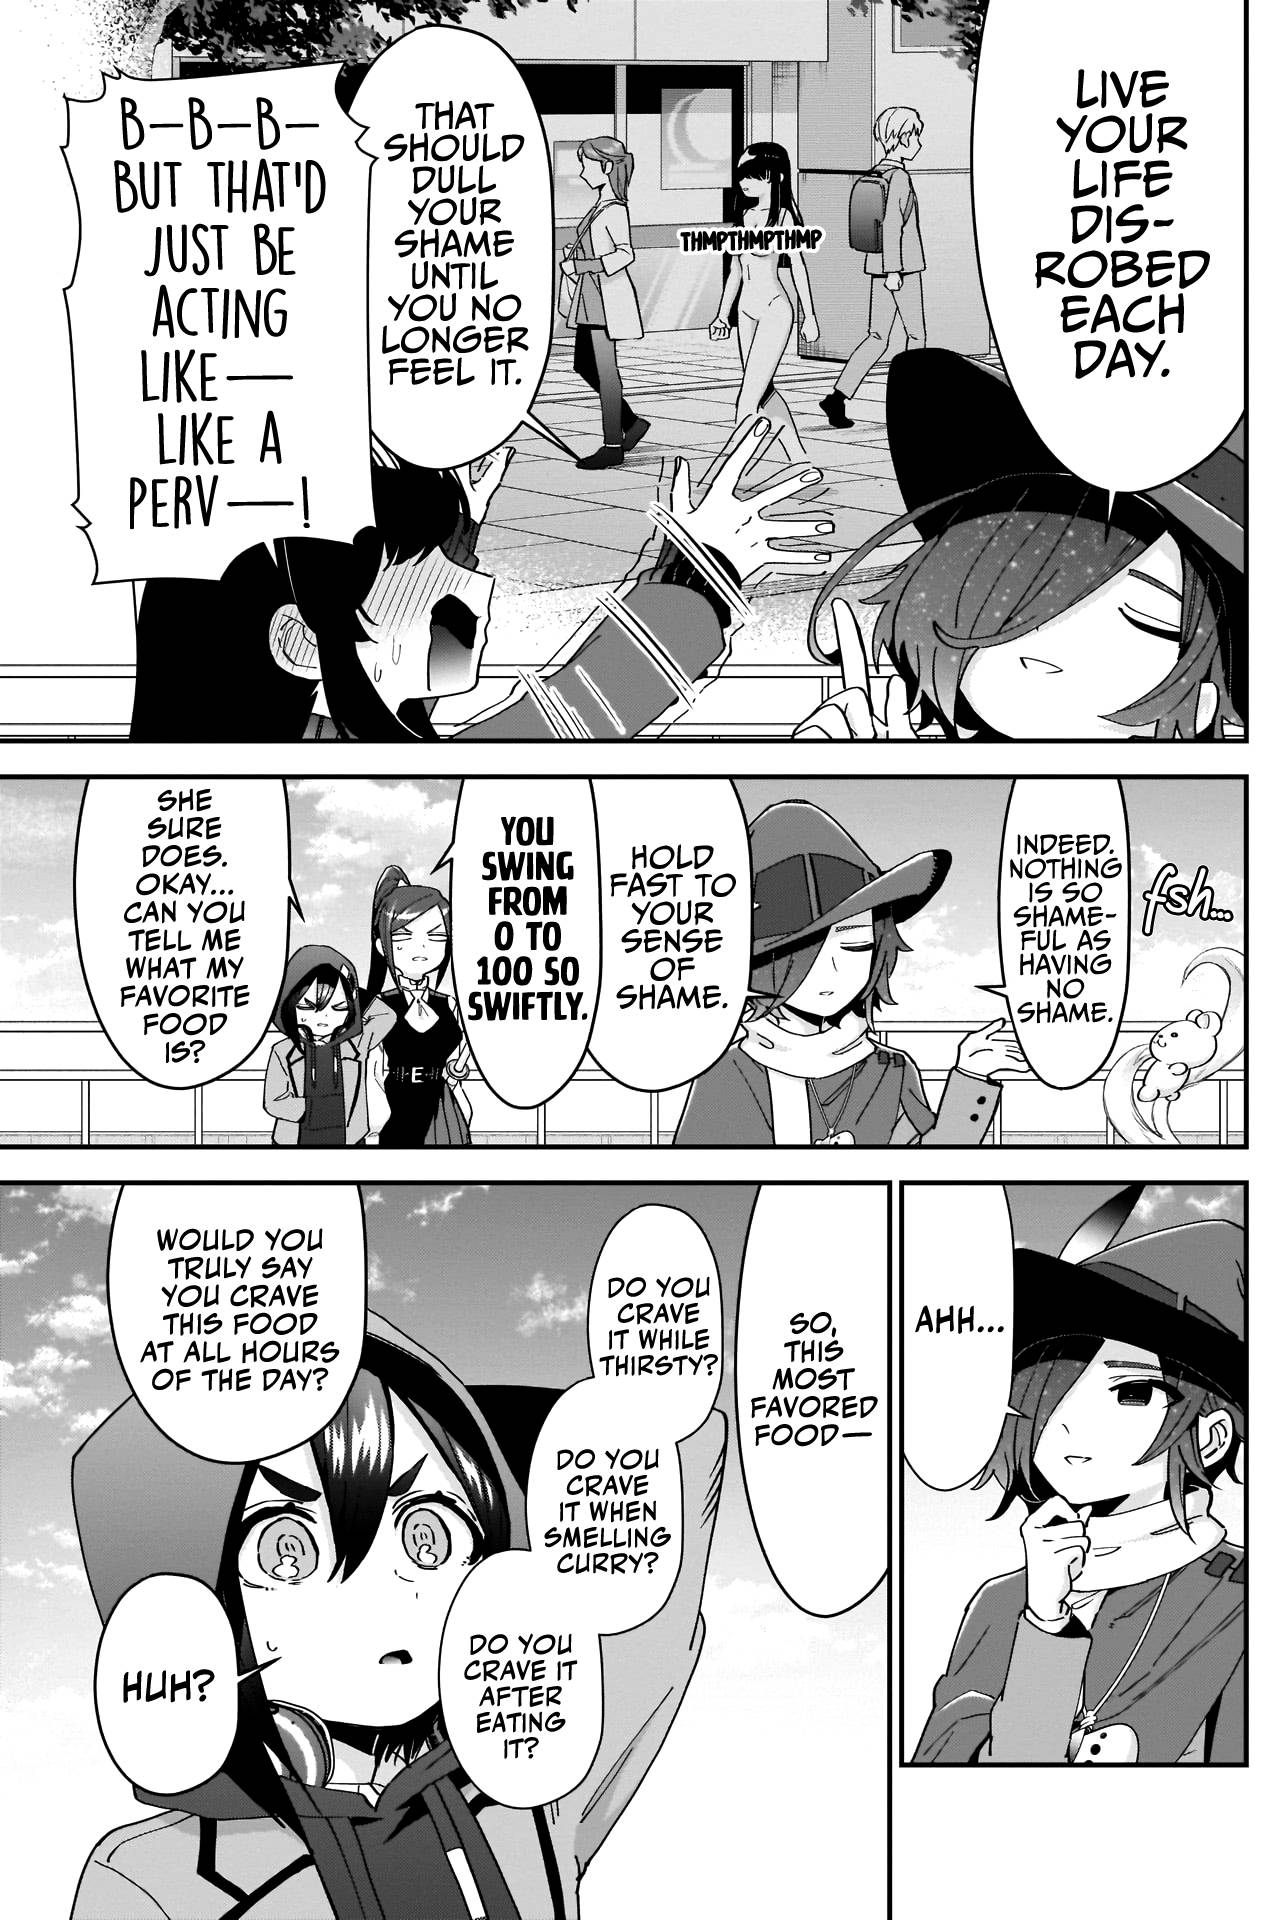 LIVE
YOUR
LIFE
DIS-
ROBED
EACH
DAY.
THMPTHMPTHMP
THAT
SHOULD
DULL
YOUR
SHAME
UNTIL
YOU NO
LONGER
FEEL IT.
B—B—B—
BUT THAT'D
JUST BE
ACTING
LIKE—
LIKE A
PERV—!
fsh...
INDEED.
NOTHING
IS SO
SHAME-
FUL AS
HAVING
NO
SHAME.
HOLD
FAST TO
YOUR
SENSE
OF
SHAME.
YOU
SWING
FROM
0 TO
100 SO
SWIFTLY.
E
SHE
SURE
DOES.
OKAY...
CAN YOU
TELL ME
WHAT MY
FAVORITE
FOOD
IS?
AHH...
SO,
THIS
MOST
FAVORED
FOOD—
DO YOU
CRAVE
IT WHILE
THIRSTY?
DO YOU
CRAVE
IT WHEN
SMELLING
CURRY?
DO YOU
CRAVE IT
AFTER
EATING
IT?
WOULD YOU
TRULY SAY
YOU CRAVE
THIS FOOD
AT ALL HOURS
OF THE DAY?
HUH?